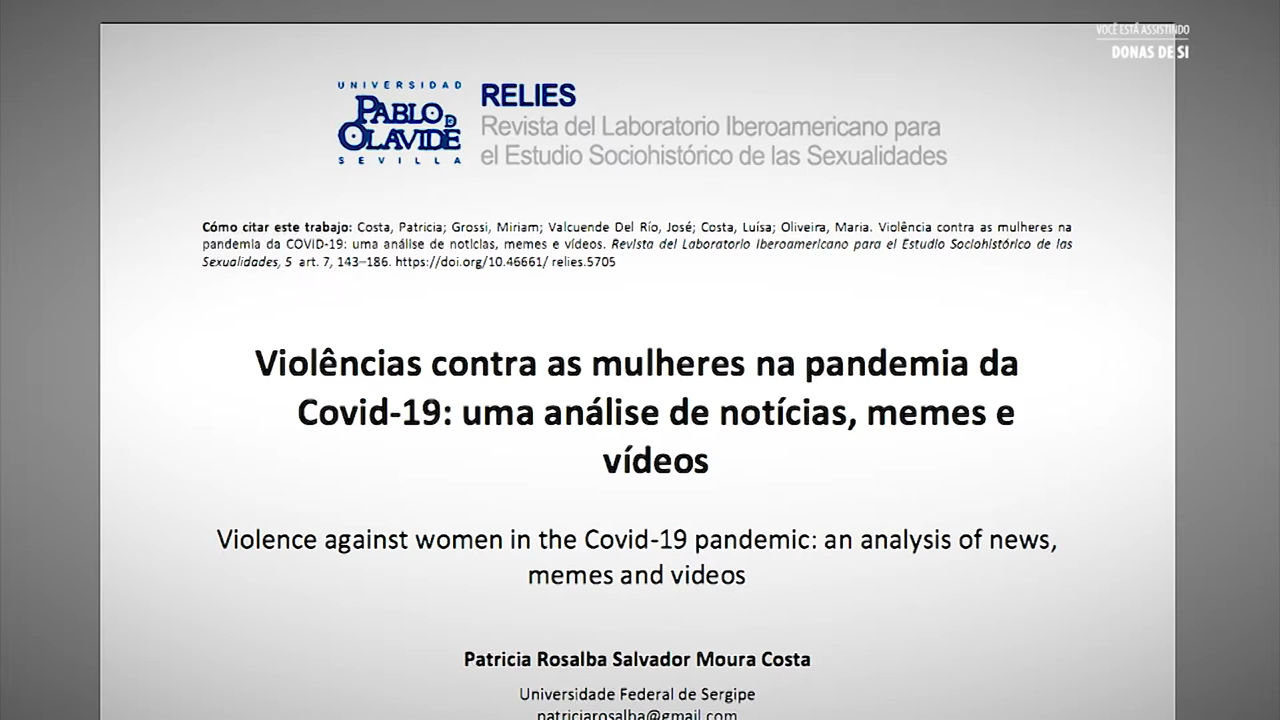 VOCÊ ESTÁ ASSISTINDO
DONAS DE SI
UNIVERSIDAD
PABLO DE
OLAVIDE
SEVILLA
RELIES
Revista del Laboratorio Iberoamericano para
el Estudio Sociohistórico de las Sexualidades
Cómo citar este trabajo: Costa, Patricia; Grossi, Miriam; Valcuende Del Río, José; Costa, Luísa; Oliveira, Maria. Violência contra as mulheres na
pandemia da COVID-19: uma análise de notícias, memes e vídeos. Revista del Laboratorio Iberoamericano para el Estudio Sociohistórico de las
Sexualidades, 5 art. 7, 143–186. https://doi.org/10.46661/ relies.5705
Violências contra as mulheres na pandemia da
Covid-19: uma análise de notícias, memes e
vídeos
Violence against women in the Covid-19 pandemic: an analysis of news,
memes and videos
Patricia Rosalba Salvador Moura Costa
Universidade Federal de Sergipe
patriciarosalba@gmail.com